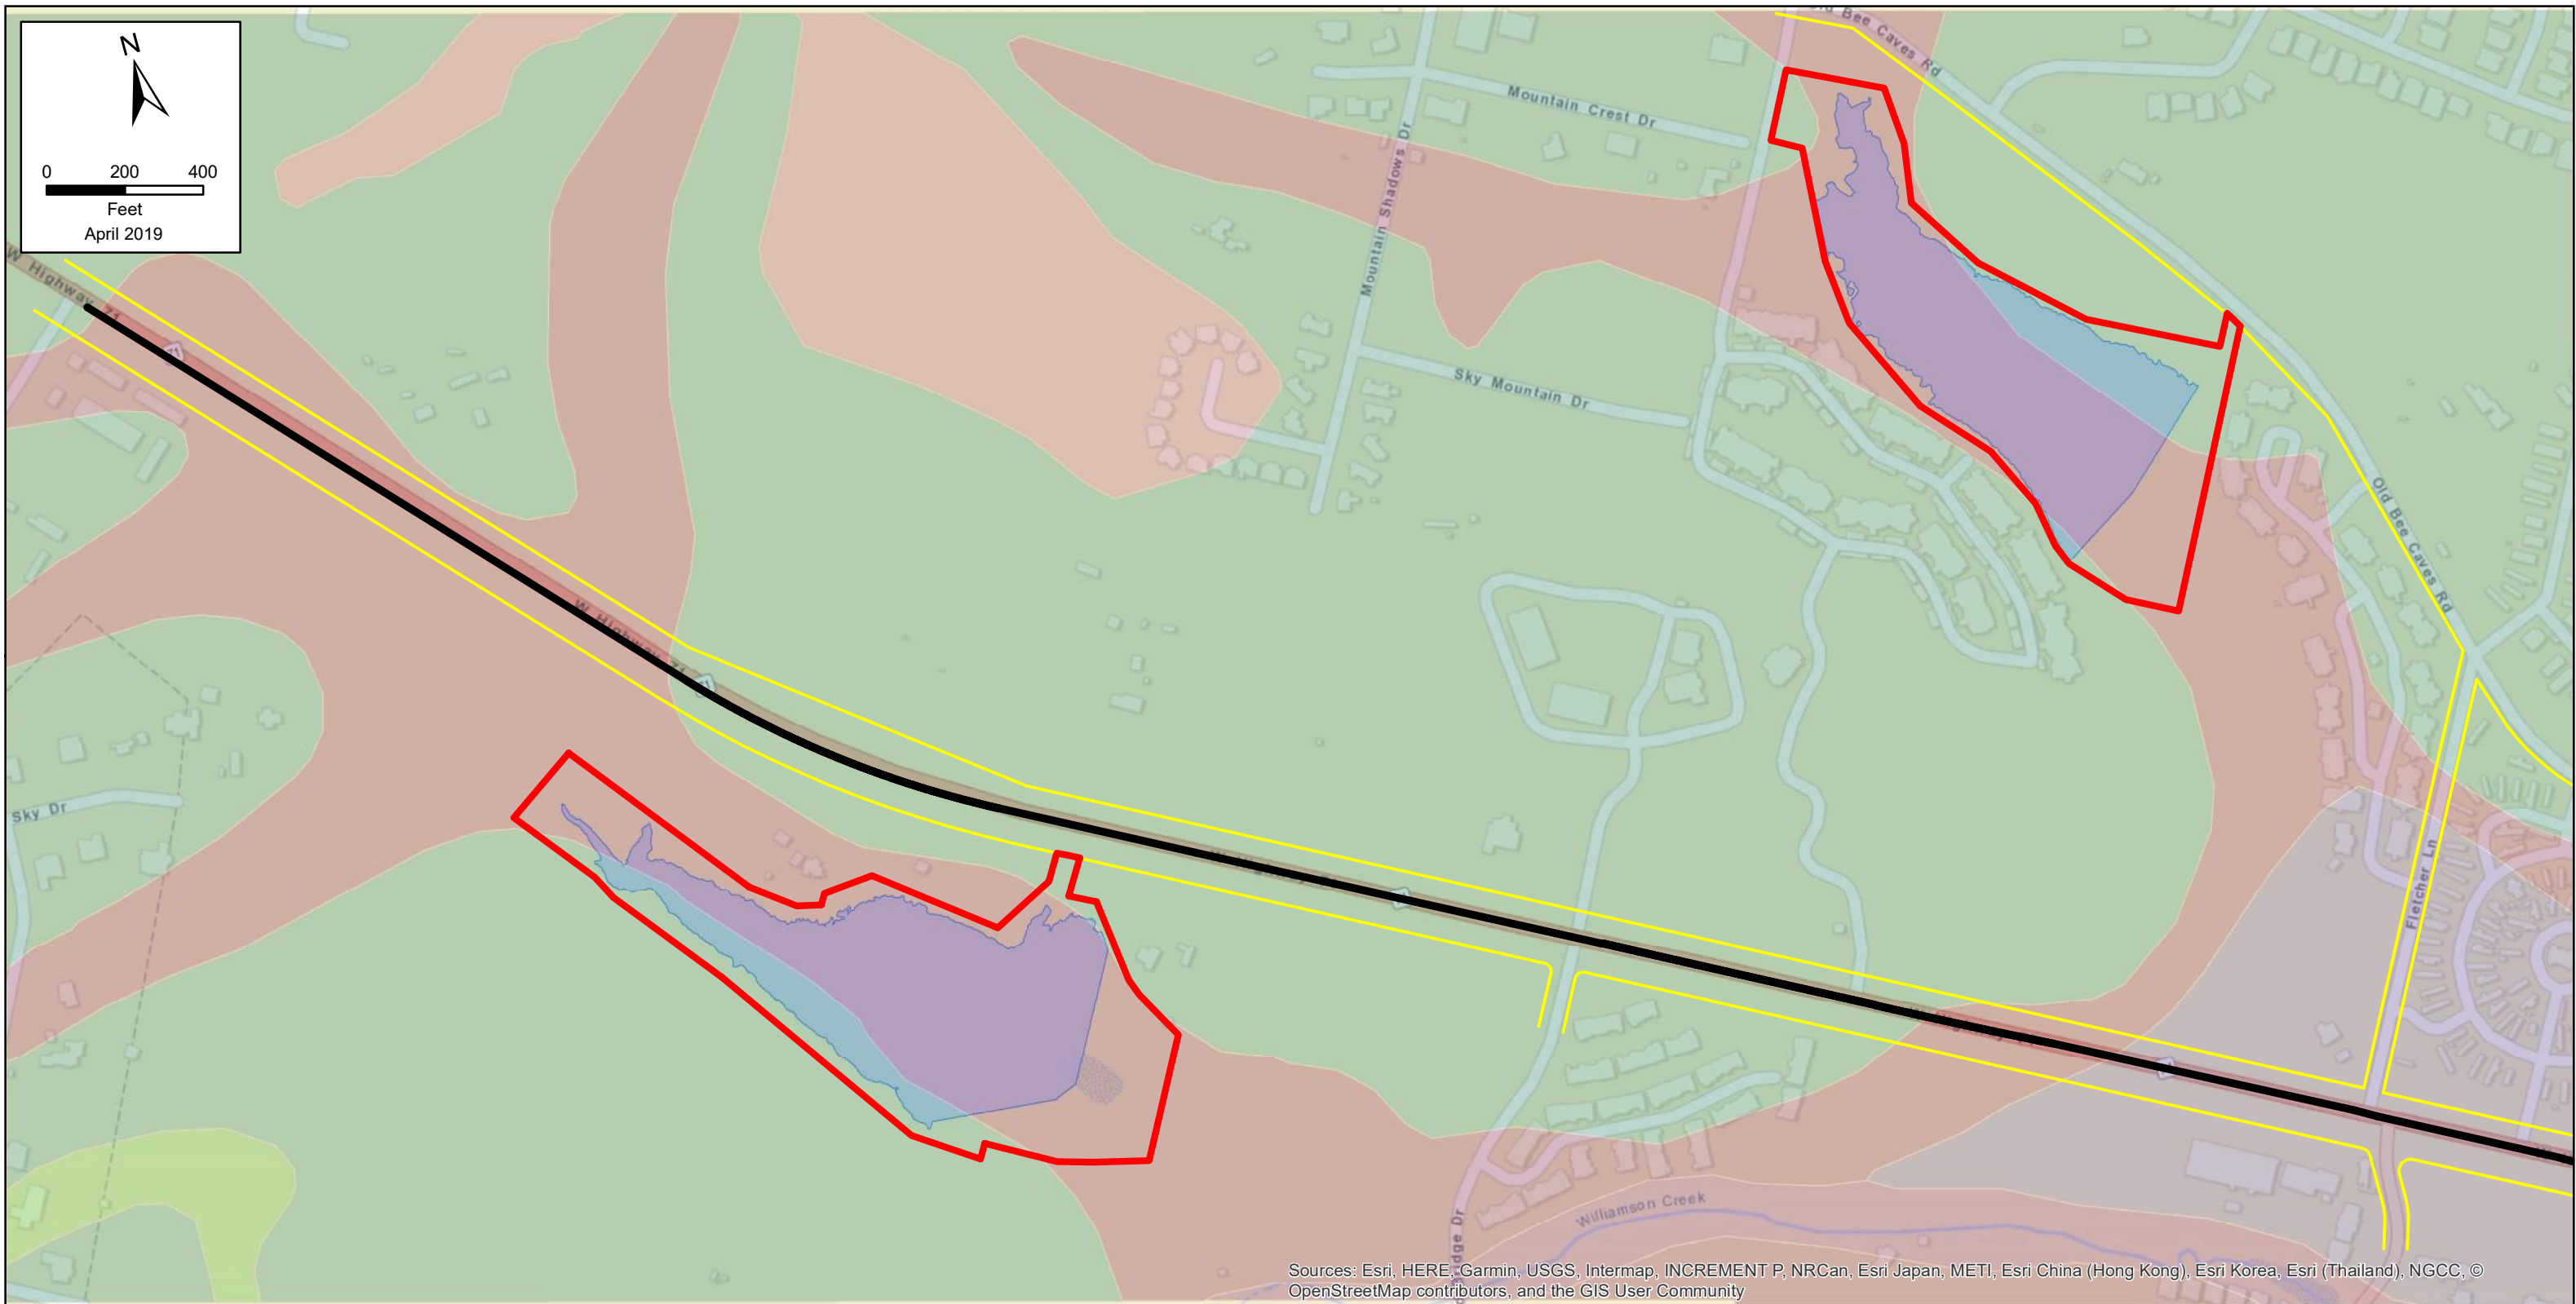 N
0 200 400
Feet
April 2019
Old Bee Caves Rd
Mountain Crest Dr
Mountain Shadows Dr
W Highway 71
71
Sky Mountain Dr
Old Bee Caves Rd
W Highway 71
71
Sky Dr
Fletcher Ln
Williamson Creek
Sources: Esri, HERE, Garmin, USGS, Intermap, INCREMENT P, NRCan, Esri Japan, METI, Esri China (Hong Kong), Esri Korea, Esri (Thailand), NGCC, ©
OpenStreetMap contributors, and the GIS User Community